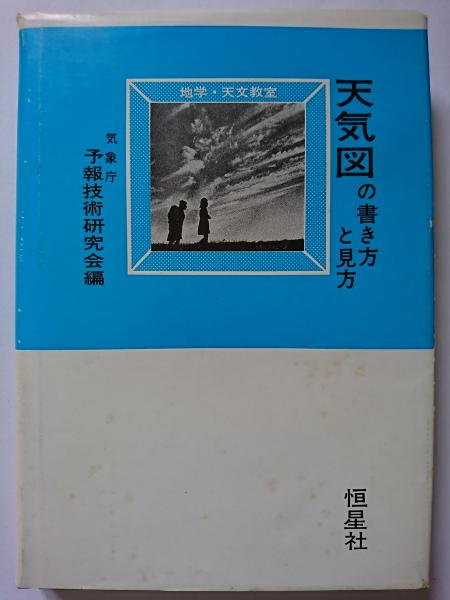 地学・天文教室
天気図の書き方
と見方
気象庁
予報技術研究会編
恒星社